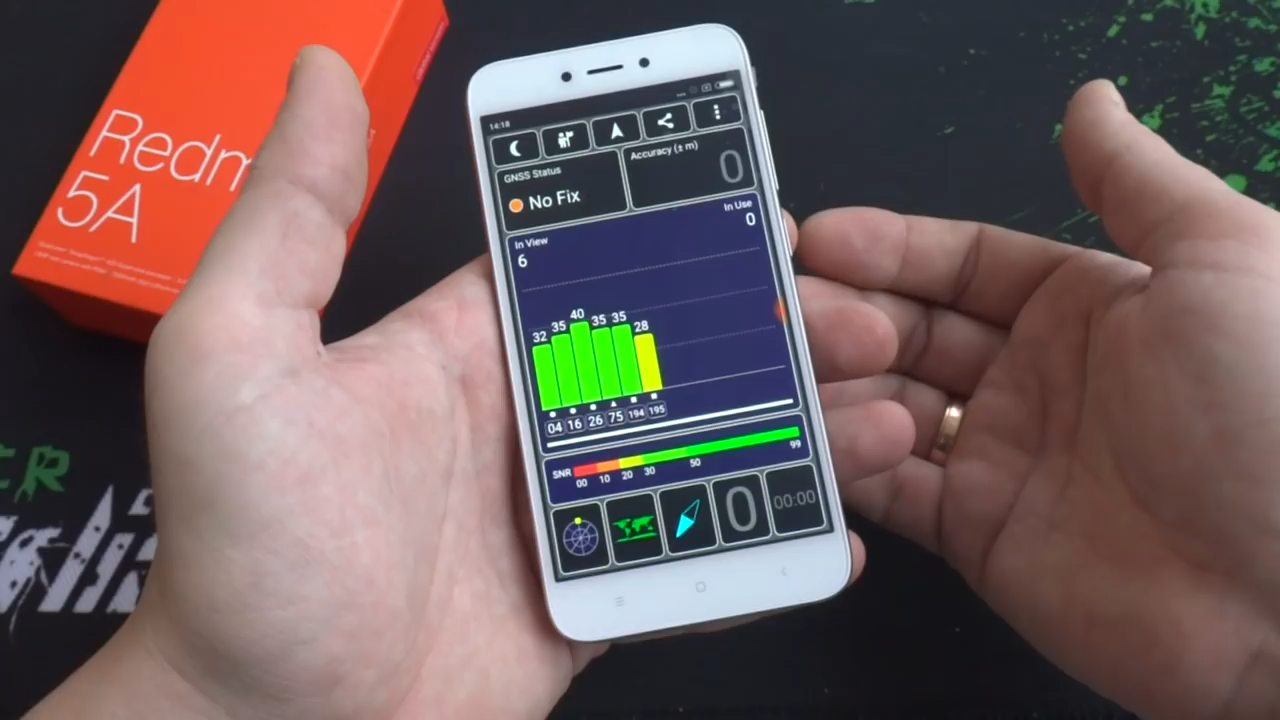 Redm
5A
14:18
GNSS Status
No Fix
Accuracy (± m)
0
In View
6
In Use
0
32 35 40 35 35 28
04 16 26 75 194 195
SNR
00 10 20 30 50 99
0
00:00